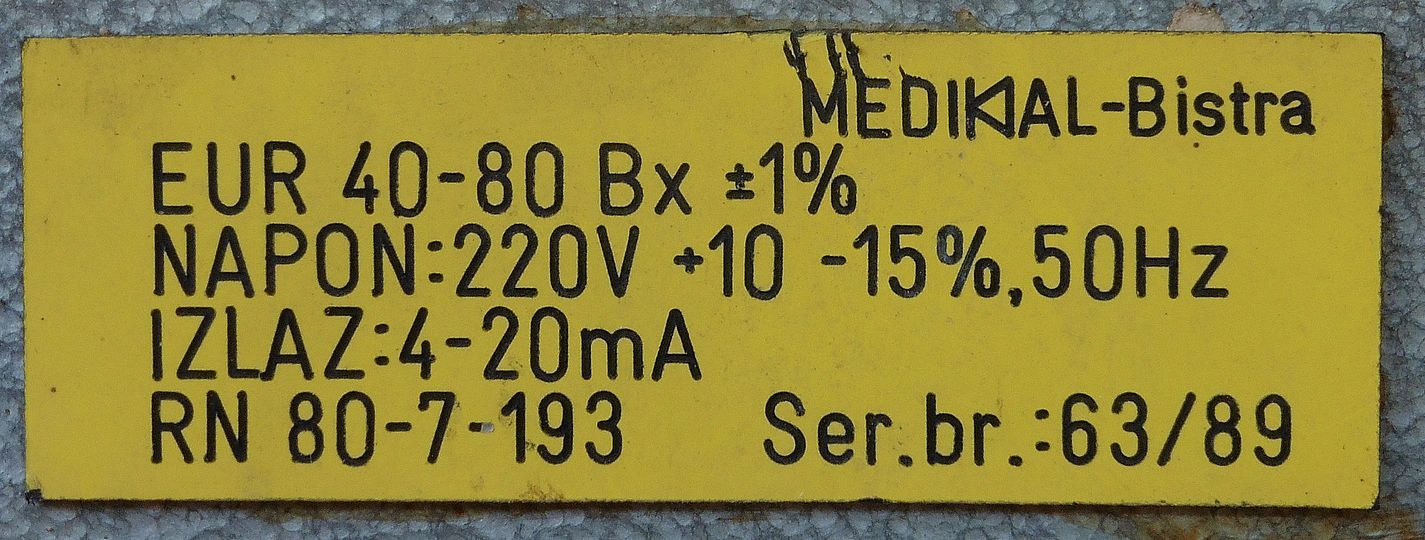 MEDIKAL-Bistra
EUR 40-80 Bx ±1%
NAPON:220V +10 -15%,50Hz
IZLAZ:4-20mA
RN 80-7-193 Ser.br.:63/89